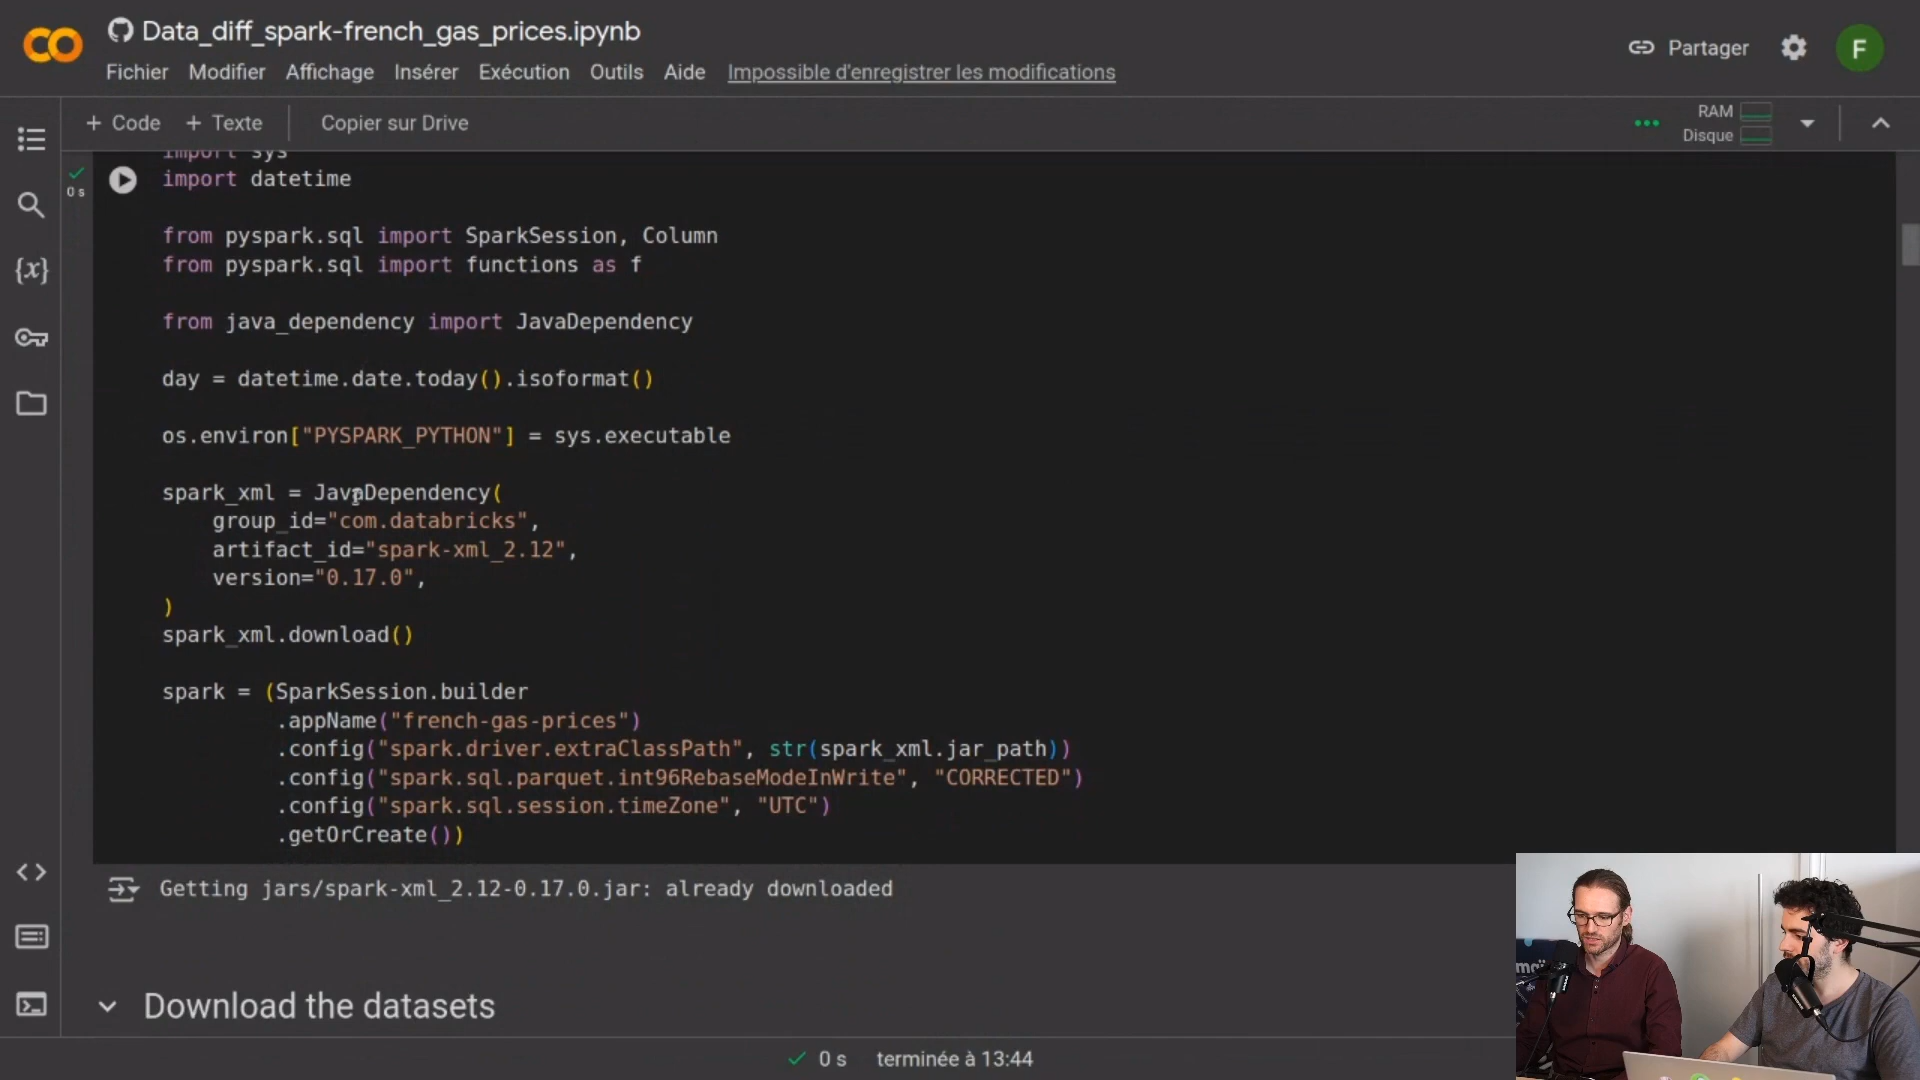 Data_diff_spark-french_gas_prices.ipynb
Partager
F
Fichier Modifier Affichage Insérer Exécution Outils Aide Impossible d'enregistrer les modifications
+ Code + Texte Copier sur Drive
RAM
Disque
import sys
0 s
import datetime
from pyspark.sql import SparkSession, Column
from pyspark.sql import functions as f
{x}
from java_dependency import JavaDependency
day = datetime.date.today().isoformat()
os.environ["PYSPARK_PYTHON"] = sys.executable
spark_xml = JavaDependency(
group_id="com.databricks",
artifact_id="spark-xml_2.12",
version="0.17.0",
)
spark_xml.download()
spark = (SparkSession.builder
.appName("french-gas-prices")
.config("spark.driver.extraClassPath", str(spark_xml.jar_path))
.config("spark.sql.parquet.int96RebaseModeInWrite", "CORRECTED")
.config("spark.sql.session.timeZone", "UTC")
.getOrCreate())
Getting jars/spark-xml_2.12-0.17.0.jar: already downloaded
Download the datasets
0 s terminée à 13:44